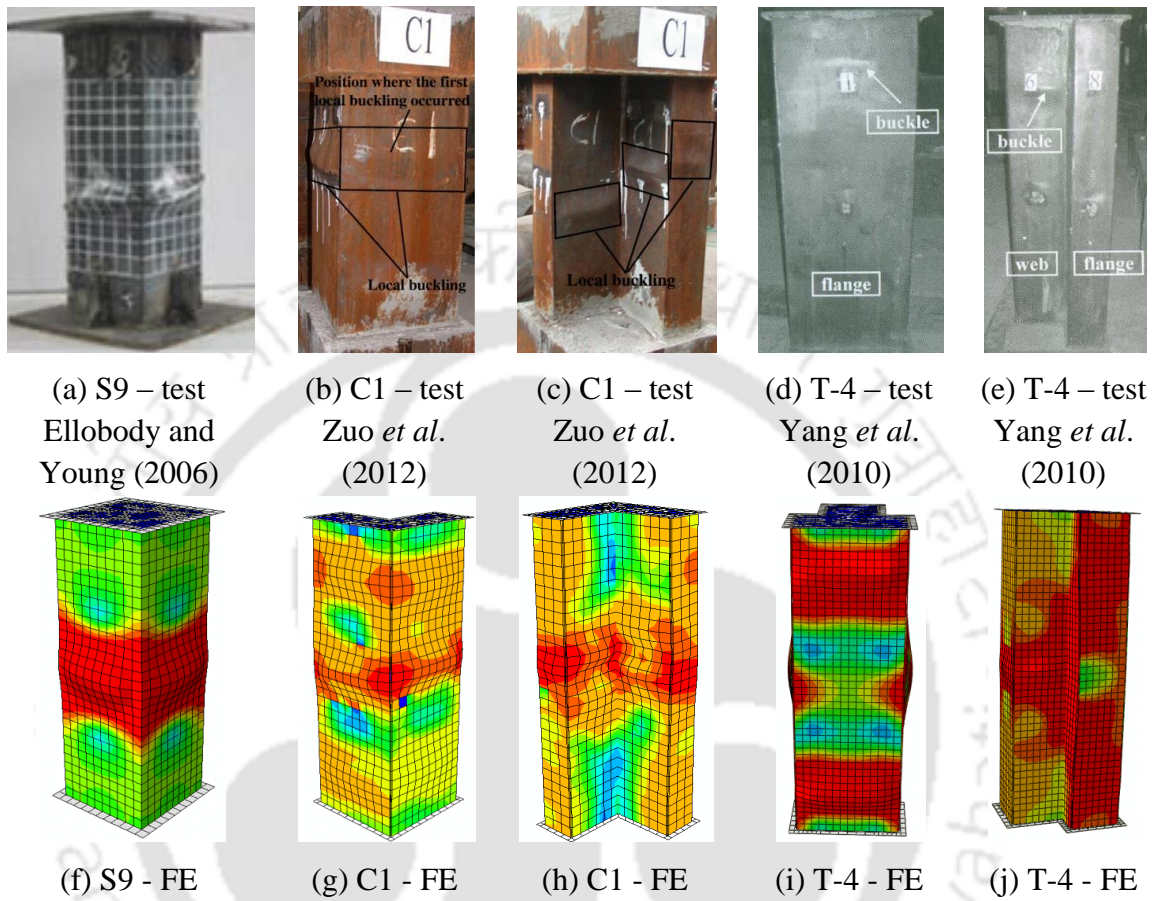 C1
Position where the first
local buckling occurred
Local buckling
C1
Local buckling
1
buckle
flange
6
8
buckle
web
flange
(a) S9 – test
Ellobody and
Young (2006)
(b) C1 – test
Zuo et al.
(2012)
(c) C1 – test
Zuo et al.
(2012)
(d) T-4 – test
Yang et al.
(2010)
(e) T-4 – test
Yang et al.
(2010)
(f) S9 - FE
(g) C1 - FE
(h) C1 - FE
(i) T-4 - FE
(j) T-4 - FE